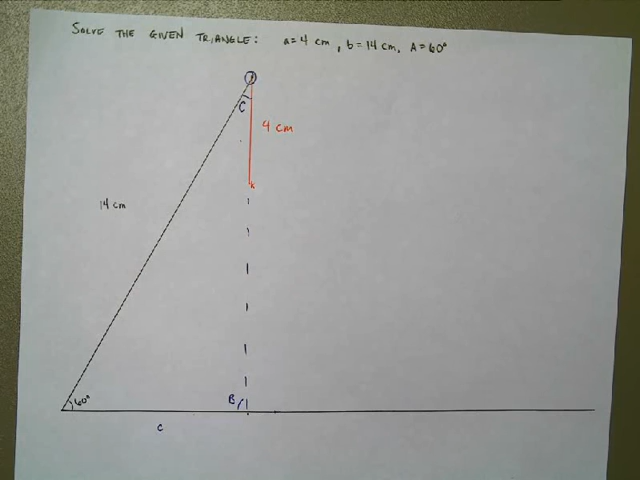 SOLVE THE GIVEN TRIANGLE: a=4 cm, b=14 cm, A=60°
C
4 cm
14 cm
60°
B
c